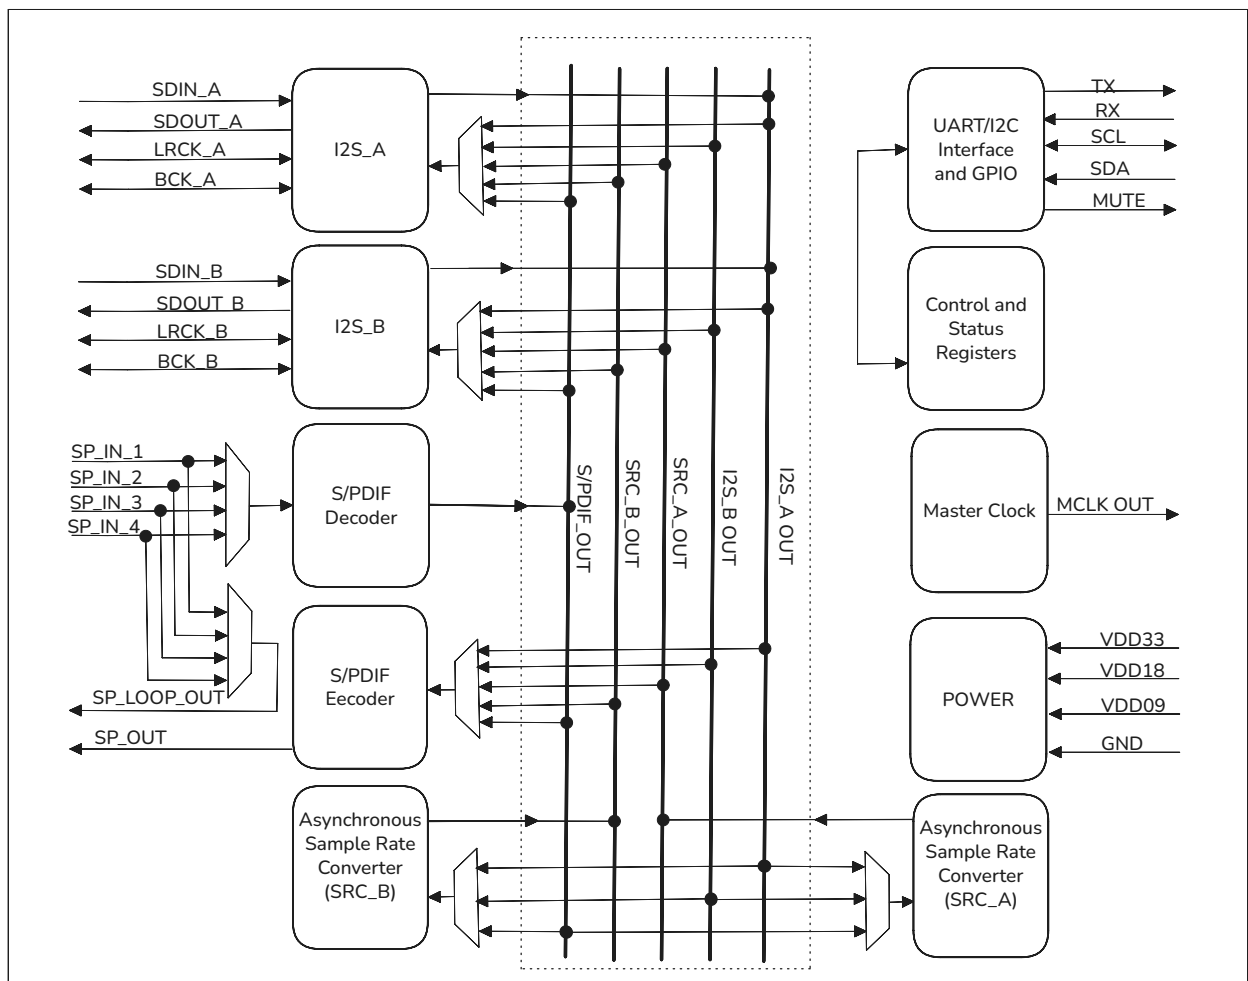 SDIN_A
SDOUT_A
LRCK_A
BCK_A
I2S_A
SDIN_B
SDOUT_B
LRCK_B
BCK_B
I2S_B
SP_IN_1
SP_IN_2
SP_IN_3
SP_IN_4
S/PDIF
Decoder
SP_LOOP_OUT
SP_OUT
S/PDIF
Eecoder
Asynchronous
Sample Rate
Converter
(SRC_B)
S/PDIF_OUT
SRC_B_OUT
SRC_A_OUT
I2S_B OUT
I2S_A OUT
UART/I2C
Interface
and GPIO
TX
RX
SCL
SDA
MUTE
Control and
Status
Registers
Master Clock
MCLK OUT
POWER
VDD33
VDD18
VDD09
GND
Asynchronous
Sample Rate
Converter
(SRC_A)